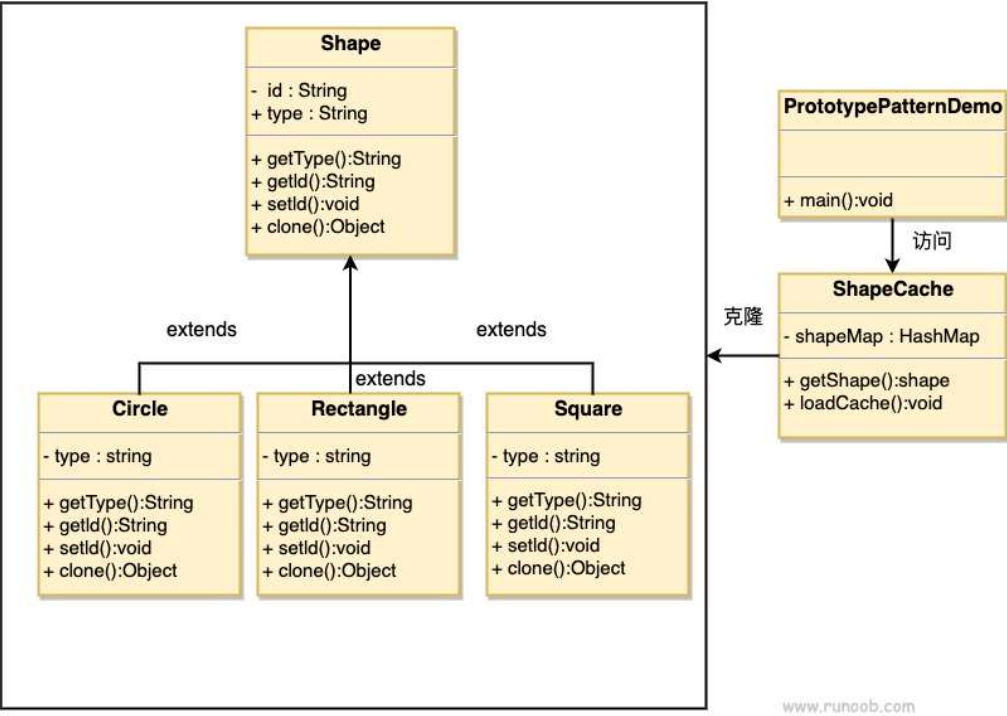 Shape
- id : String
+ type : String
+ getType():String
+ getId():String
+ setId():void
+ clone():Object
PrototypePatternDemo
+ main():void
访问
ShapeCache
- shapeMap : HashMap
+ getShape():shape
+ loadCache():void
克隆
extends
extends
extends
Circle
- type : string
+ getType():String
+ getId():String
+ setId():void
+ clone():Object
Rectangle
- type : string
+ getType():String
+ getId():String
+ setId():void
+ clone():Object
Square
- type : string
+ getType():String
+ getId():String
+ setId():void
+ clone():Object
www.runoob.com